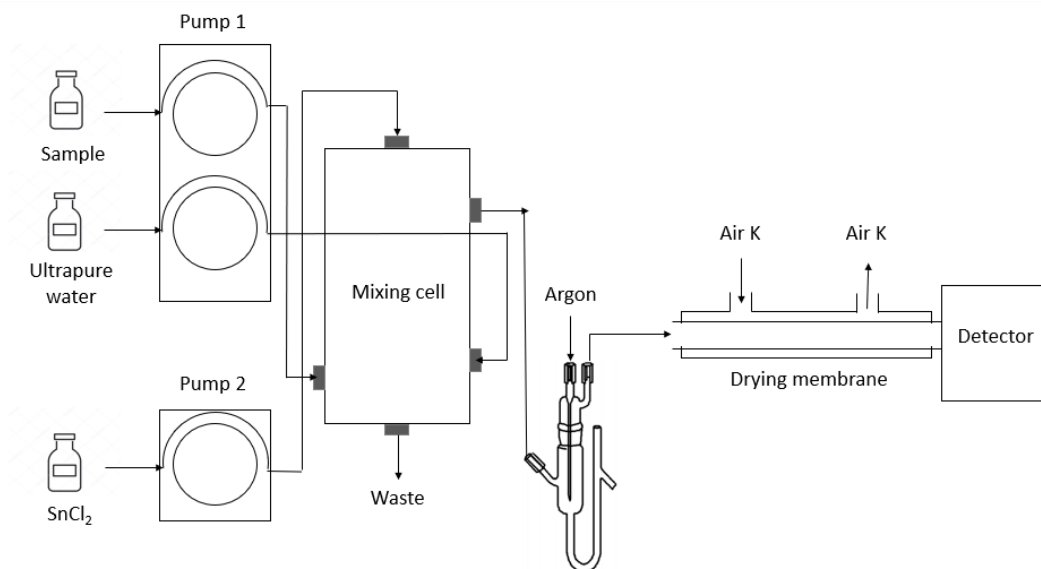 Pump 1
Sample
Ultrapure
water
Mixing cell
Argon
Air K
Air K
Detector
Drying membrane
Pump 2
SnCl₂
Waste